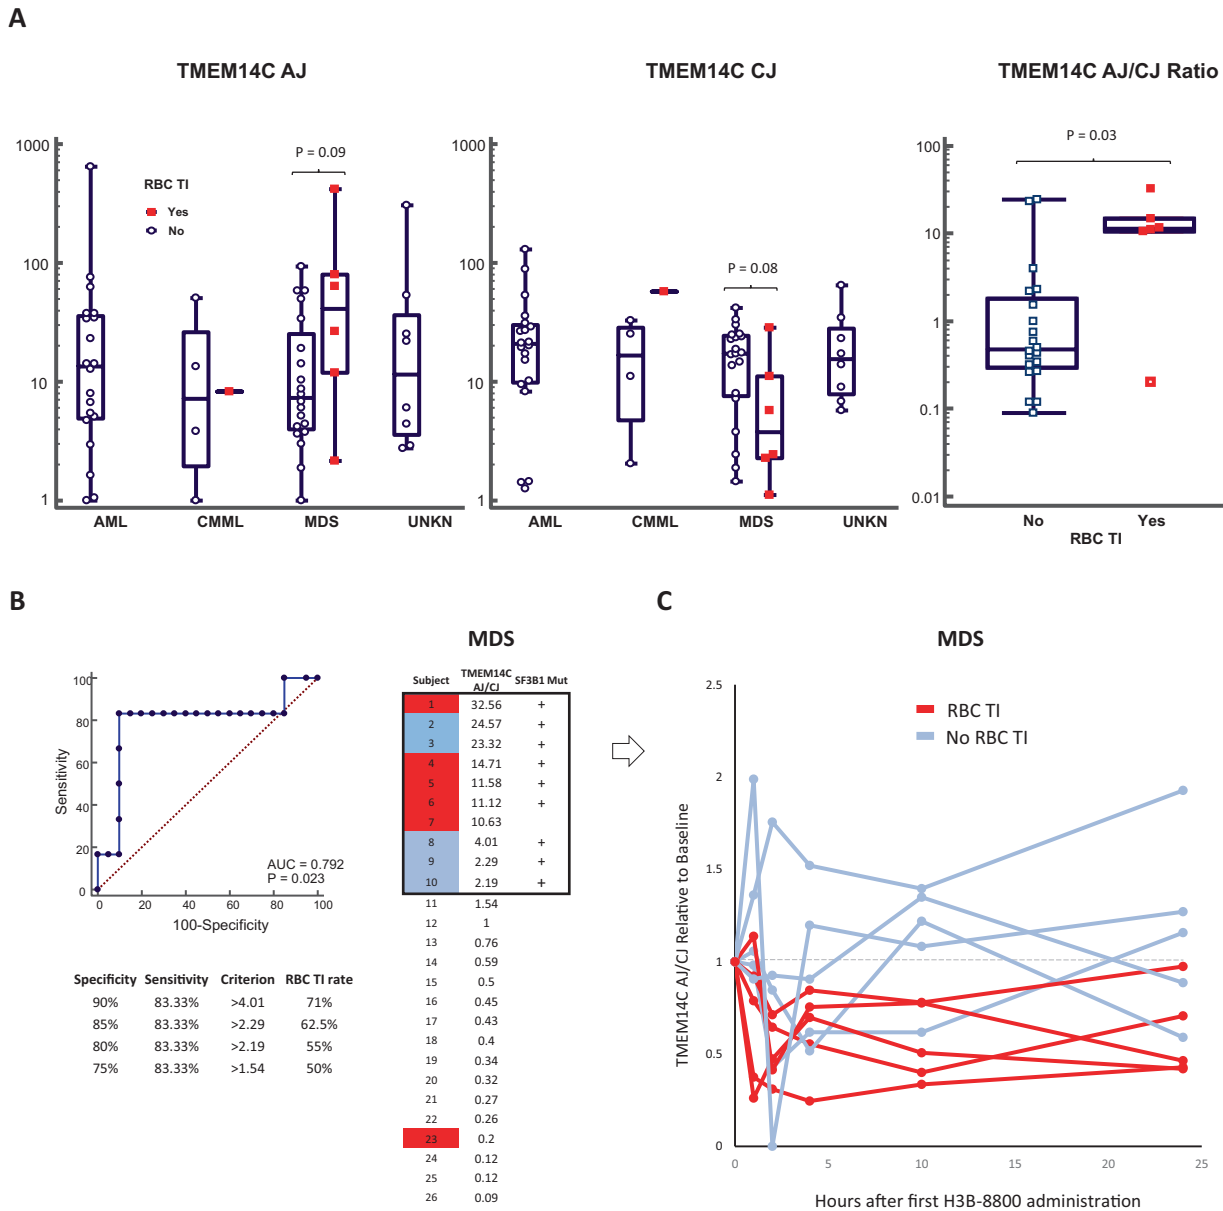 A
TMEM14C AJ
TMEM14C CJ
TMEM14C AJ/CJ Ratio
1000
100
10
1
RBC TI
Yes
No
P = 0.09
AML
CMML
MDS
UNKN
1000
100
10
1
P = 0.08
AML
CMML
MDS
UNKN
100
10
1
0.1
0.01
P = 0.03
No
Yes
RBC TI
B
100
80
60
40
20
0
Sensitivity
AUC = 0.792
P = 0.023
0
20
40
60
80
100
100-Specificity
Specificity Sensitivity Criterion RBC TI rate
90% 83.33% >4.01 71%
85% 83.33% >2.29 62.5%
80% 83.33% >2.19 55%
75% 83.33% >1.54 50%
MDS
Subject TMEM14C AJ/CJ SF3B1 Mut
1 32.56 +
2 24.57 +
3 23.32 +
4 14.71 +
5 11.58 +
6 11.12 +
7 10.63
8 4.01 +
9 2.29 +
10 2.19 +
11 1.54
12 1
13 0.76
14 0.59
15 0.5
16 0.45
17 0.43
18 0.4
19 0.34
20 0.32
21 0.27
22 0.26
23 0.2
24 0.12
25 0.12
26 0.09
C
MDS
2.5
2
1.5
1
0.5
0
TMEM14C AJ/CJ Relative to Baseline
RBC TI
No RBC TI
0
5
10
15
20
25
Hours after first H3B-8800 administration